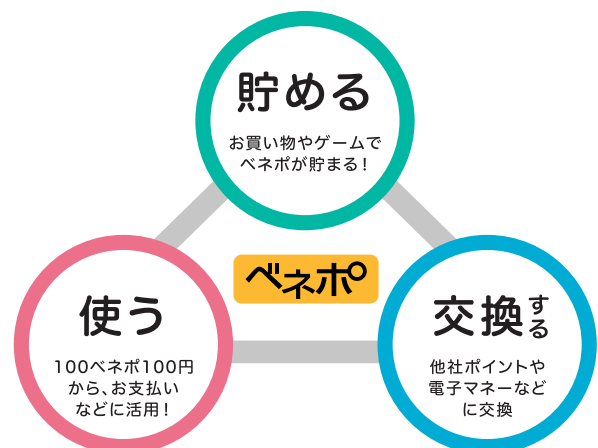 貯める
お買い物やゲームで
ベネポが貯まる!
ベネポ
使う
100ベネポ100円
から、お支払い
などに活用!
交換する
他社ポイントや
電子マネーなど
に交換